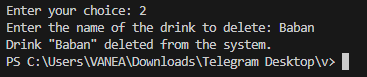 Enter your choice: 2
Enter the name of the drink to delete: Baban
Drink "Baban" deleted from the system.
PS C:\Users\VANEA\Downloads\Telegram Desktop\v>